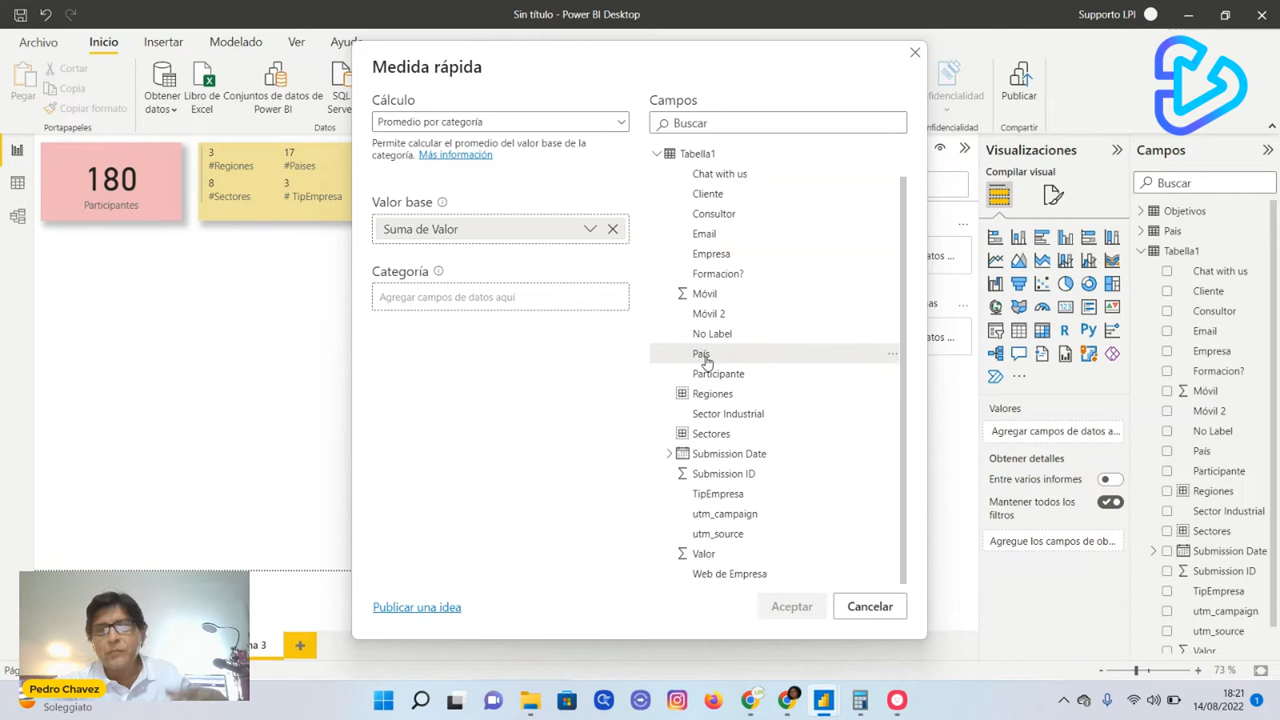 Sin título - Power BI Desktop
Supporto LPI
Archivo
Inicio
Insertar
Modelado
Ver
Pegar
Cortar
Copia
Copiar formato
Portapapeles
Obtener
datos
Libro de
Excel
Conjuntos de datos de
Power BI
SQL
Datos
Publicar
Compartir
180
Participantes
3
#Regiones
17
#Paises
8
#Sectores
3
# TipEmpresa
Medida rápida
Cálculo
Promedio por categoría
Permite calcular el promedio del valor base de la
categoría. Más información
Valor base
Suma de Valor
Categoría
Agregar campos de datos aquí
Publicar una idea
Campos
Buscar
Tabella1
Chat with us
Cliente
Consultor
Email
Empresa
Formacion?
Móvil
Móvil 2
No Label
País
Participante
Regiones
Sector Industrial
Sectores
Submission Date
Submission ID
TipEmpresa
utm_campaign
utm_source
Valor
Web de Empresa
Aceptar
Cancelar
Visualizaciones
Compilar visual
Valores
Agregar campos de datos a...
Obtener detalles
Entre varios informes
Mantener todos los
filtros
Agregue los campos de ob...
Campos
Buscar
Objetivos
Pais
Tabella1
Chat with us
Cliente
Consultor
Email
Empresa
Formacion?
Móvil
Móvil 2
No Label
País
Participante
Regiones
Sector Industrial
Sectores
Submission Date
Submission ID
TipEmpresa
utm_campaign
utm_source
Valor
73 %
Pedro Chavez
Soleggiato
18:21
14/08/2022